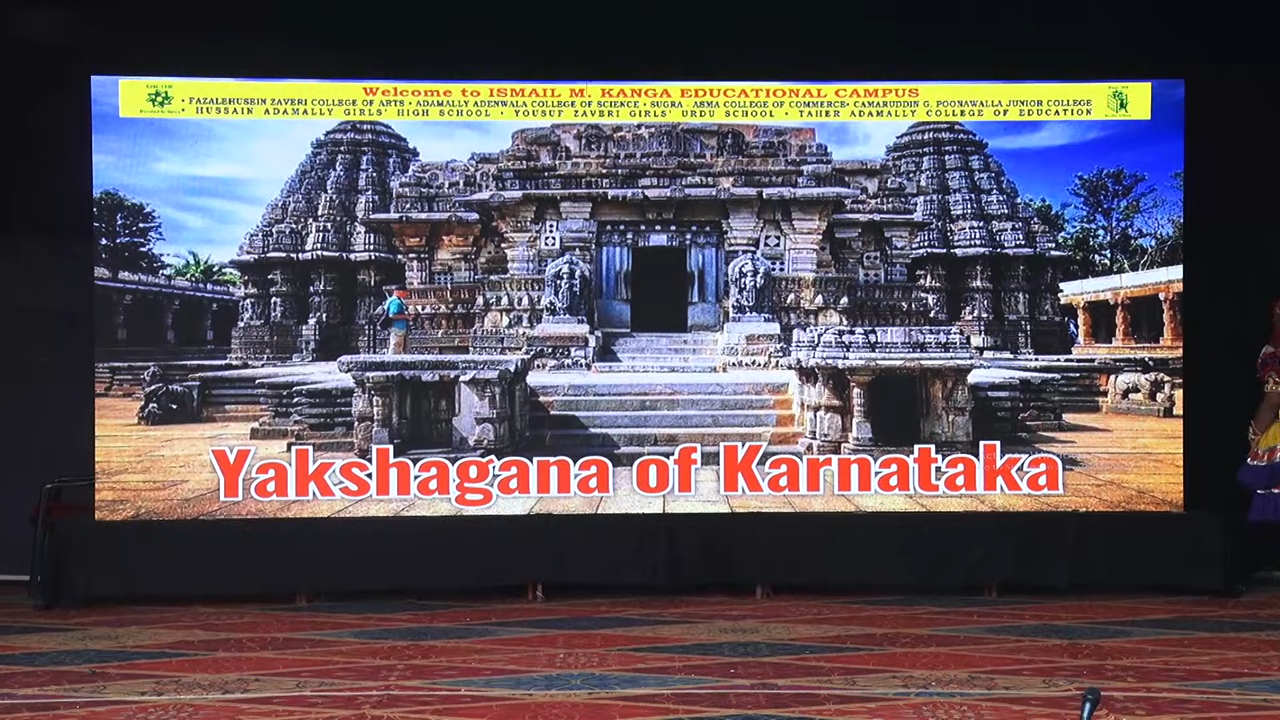 Welcome to ISMAIL M. KANGA EDUCATIONAL CAMPUS
• FAZALEHUSEIN ZAVERI COLLEGE OF ARTS • ADAMALLY ADENWALA COLLEGE OF SCIENCE • SUGRA - ASMA COLLEGE OF COMMERCE• CAMARUDDIN G. POONAWALLA JUNIOR COLLEGE
• HUSSAIN ADAMALLY GIRLS' HIGH SCHOOL • YOUSUF ZAVERI GIRLS' URDU SCHOOL • TAHER ADAMALLY COLLEGE OF EDUCATION
Yakshagana of Karnataka